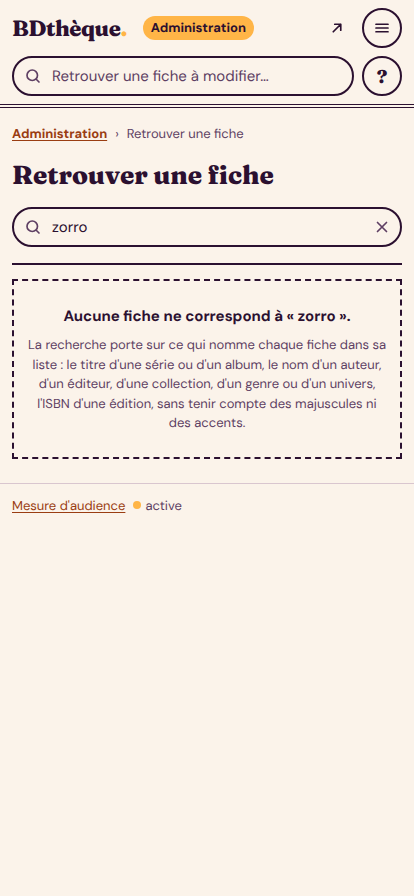 BDthèque.
Administration
Retrouver une fiche à modifier…
?
Administration › Retrouver une fiche
Retrouver une fiche
zorro
Aucune fiche ne correspond à « zorro ».
La recherche porte sur ce qui nomme chaque fiche dans sa
liste : le titre d'une série ou d'un album, le nom d'un auteur,
d'un éditeur, d'une collection, d'un genre ou d'un univers,
l'ISBN d'une édition, sans tenir compte des majuscules ni
des accents.
Mesure d'audience active